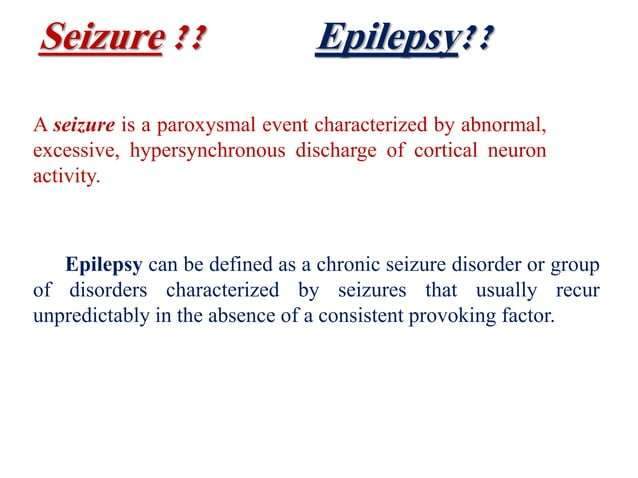 Seizure ?? Epilepsy??
A seizure is a paroxysmal event characterized by abnormal,
excessive, hypersynchronous discharge of cortical neuron
activity.
Epilepsy can be defined as a chronic seizure disorder or group
of disorders characterized by seizures that usually recur
unpredictably in the absence of a consistent provoking factor.